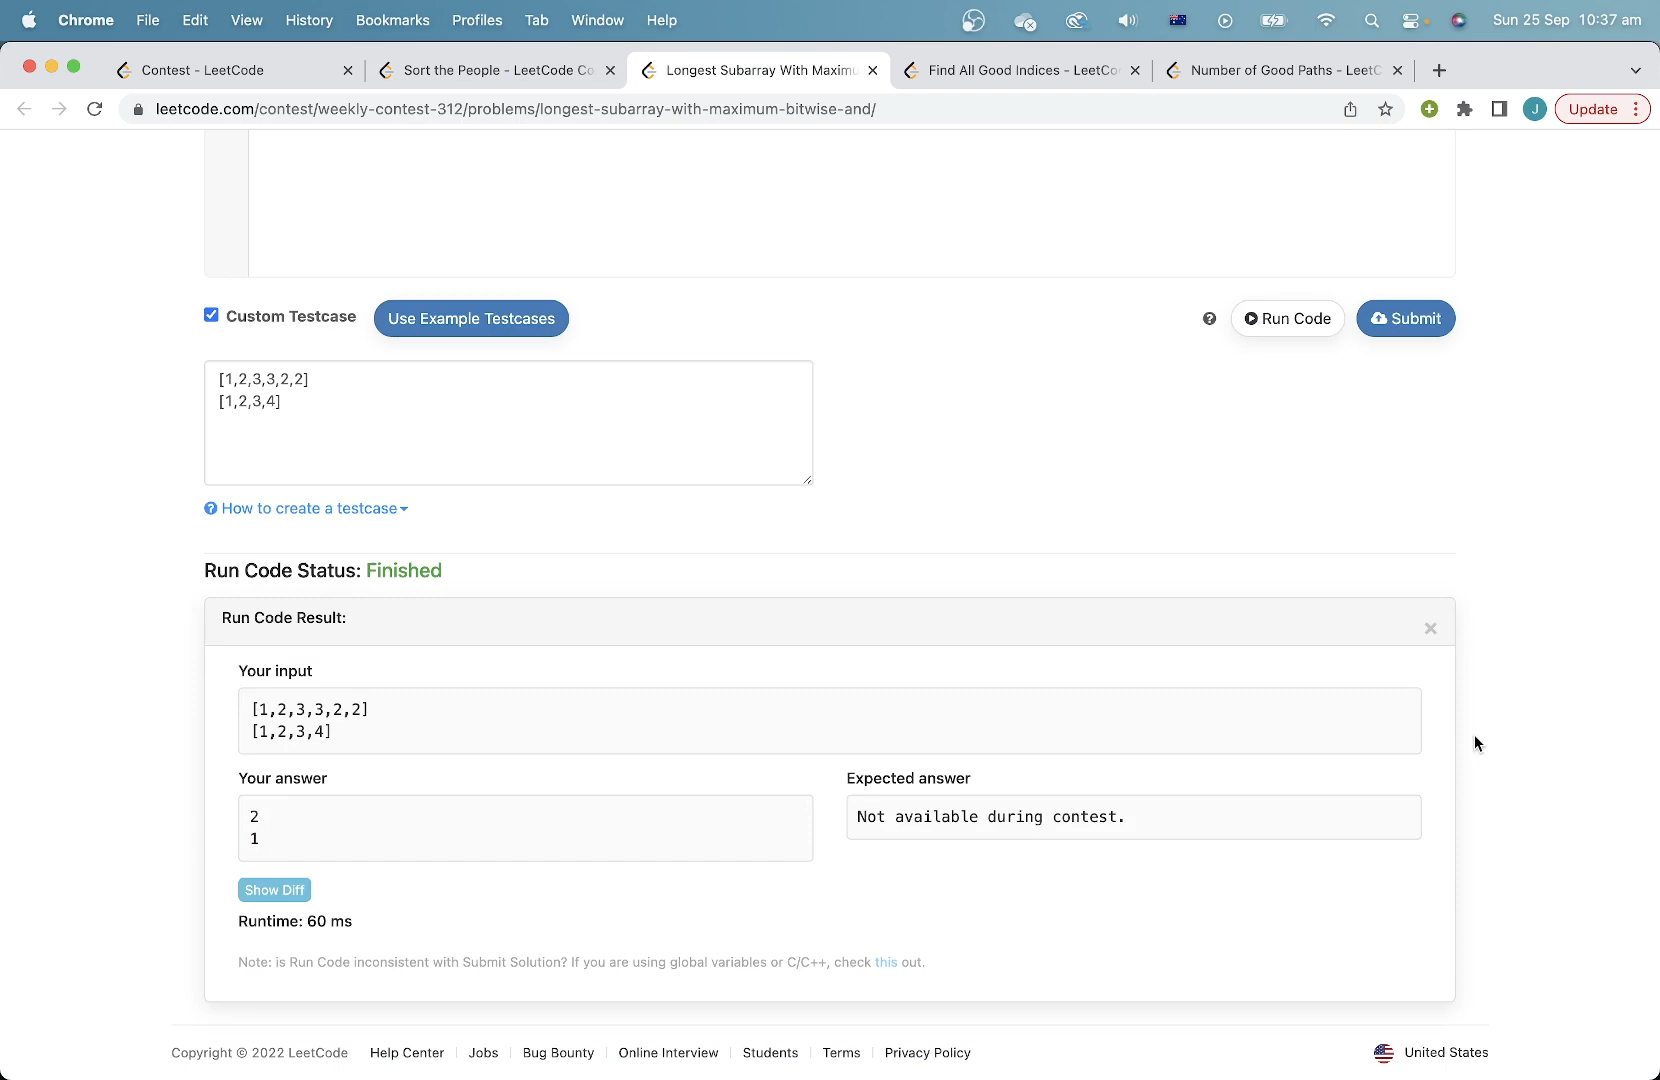 Chrome File Edit View History Bookmarks Profiles Tab Window Help Sun 25 Sep 10:37 am
Contest - LeetCode Sort the People - LeetCode Co Longest Subarray With Maximu Find All Good Indices - LeetCo Number of Good Paths - LeetC
leetcode.com/contest/weekly-contest-312/problems/longest-subarray-with-maximum-bitwise-and/ J Update
Custom Testcase Use Example Testcases Run Code Submit
[1,2,3,3,2,2]
[1,2,3,4]
How to create a testcase
Run Code Status: Finished
Run Code Result:
Your input
[1,2,3,3,2,2]
[1,2,3,4]
Your answer Expected answer
2 Not available during contest.
1
Show Diff
Runtime: 60 ms
Note: is Run Code inconsistent with Submit Solution? If you are using global variables or C/C++, check this out.
Copyright © 2022 LeetCode Help Center Jobs Bug Bounty Online Interview Students Terms Privacy Policy United States